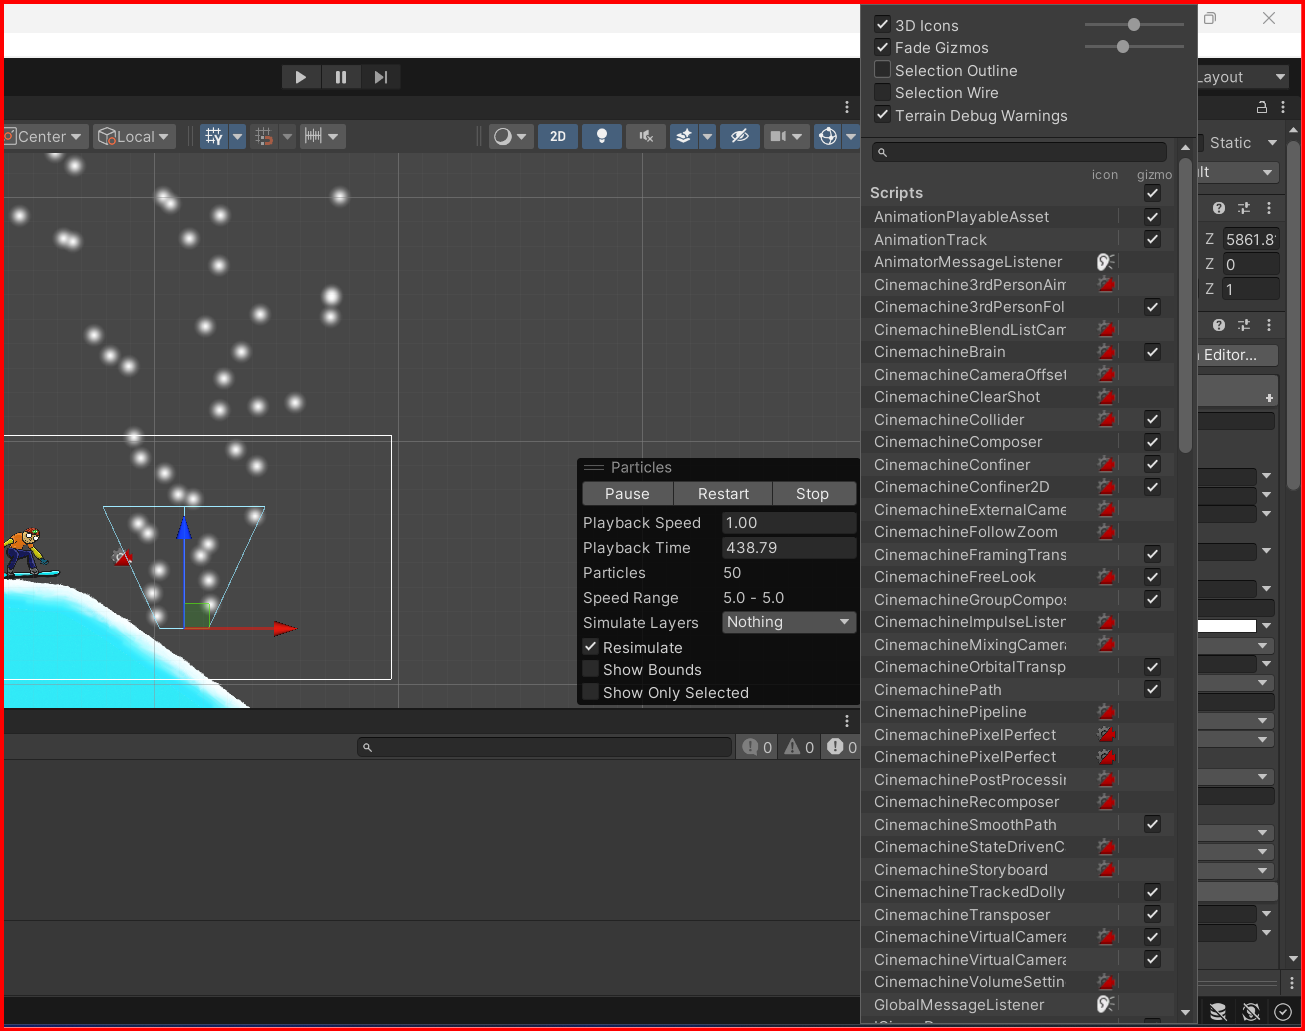 3D Icons
Fade Gizmos
Selection Outline
Selection Wire
Terrain Debug Warnings
Layout
Center
Local
2D
Static
icon gizmo
Scripts
AnimationPlayableAsset
AnimationTrack
AnimatorMessageListener
Cinemachine3rdPersonAim
Cinemachine3rdPersonFol
CinemachineBlendListCam
CinemachineBrain
CinemachineCameraOffset
CinemachineClearShot
CinemachineCollider
CinemachineComposer
CinemachineConfiner
CinemachineConfiner2D
CinemachineExternalCame
CinemachineFollowZoom
CinemachineFramingTrans
CinemachineFreeLook
CinemachineGroupCompos
CinemachineImpulseListen
CinemachineMixingCamera
CinemachineOrbitalTransp
CinemachinePath
CinemachinePipeline
CinemachinePixelPerfect
CinemachinePixelPerfect
CinemachinePostProcessin
CinemachineRecomposer
CinemachineSmoothPath
CinemachineStateDrivenC
CinemachineStoryboard
CinemachineTrackedDolly
CinemachineTransposer
CinemachineVirtualCamera
CinemachineVirtualCamera
CinemachineVolumeSettin
GlobalMessageListener
lt
Z 5861.8
Z 0
Z 1
Editor...
Particles
Pause Restart Stop
Playback Speed 1.00
Playback Time 438.79
Particles 50
Speed Range 5.0 - 5.0
Simulate Layers Nothing
Resimulate
Show Bounds
Show Only Selected
0 0 0